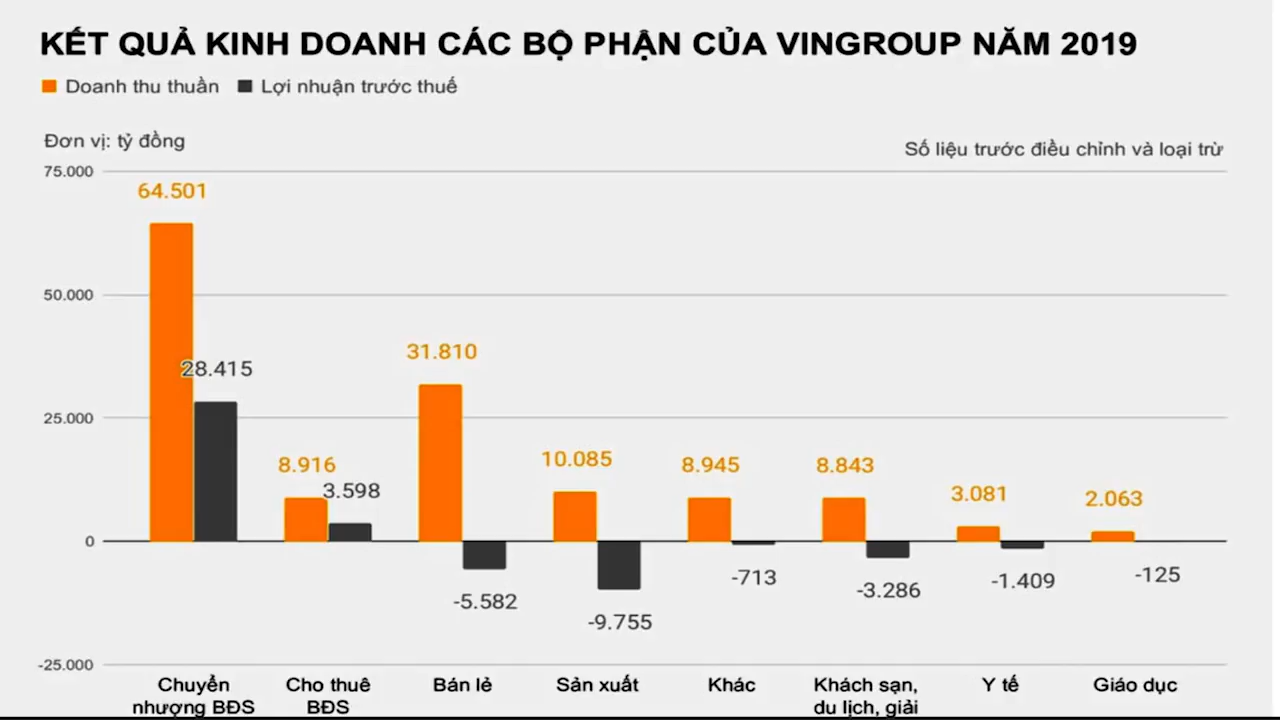 KẾT QUẢ KINH DOANH CÁC BỘ PHẬN CỦA VINGROUP NĂM 2019
Doanh thu thuần Lợi nhuận trước thuế
Đơn vị: tỷ đồng
Số liệu trước điều chỉnh và loại trừ
75.000
64.501
50.000
31.810
28.415
25.000
10.085
8.916
8.945
8.843
3.598
3.081
2.063
0
-713
-125
-1.409
-3.286
-5.582
-9.755
-25.000
Chuyển nhượng BĐS
Cho thuê BĐS
Bán lẻ
Sản xuất
Khác
Khách sạn,
du lịch, giải
Y tế
Giáo dục